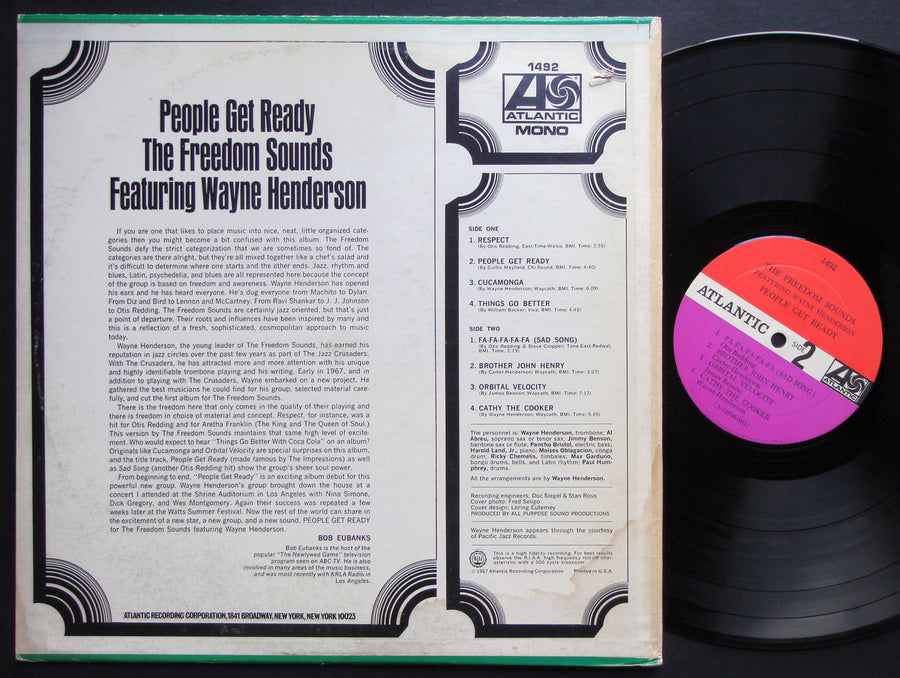 People Get Ready
The Freedom Sounds
Featuring Wayne Henderson
If you are one that likes to place music into nice, neat, little organized cate-
gories then you might become a bit confused with this album. The Freedom
Sounds defy the strict categorization that we are sometimes so fond of. The
categories are there alright, but they're all mixed together like a chef's salad and
it's difficult to determine where one starts and the other ends. Jazz, rhythm and
blues, Latin, psychedelia, and blues are all represented here because the concept
of the group is based on freedom and awareness. Wayne Henderson has opened
his ears and he has heard everyone. He's dug everyone from Machito to Dylan.
From Diz and Bird to Lennon and McCartney. From Ravi Shankar to J. J. Johnson
to Otis Redding. The Freedom Sounds are certainly jazz oriented, but that's just
a point of departure. Their roots and influences have been inspired by many and
this is a reflection of a fresh, sophisticated, cosmopolitan approach to music
today.
Wayne Henderson, the young leader of The Freedom Sounds, has earned his
reputation in jazz circles over the past few years as part of The Jazz Crusaders.
With The Crusaders, he has attracted more and more attention with his unique
and highly identifiable trombone playing and his writing. Early in 1967, and in
addition to playing with The Crusaders, Wayne embarked on a new project. He
gathered the best musicians he could find for his group, selected material care-
fully, and cut the first album for The Freedom Sounds.
There is the freedom here that only comes in the quality of their playing and
there is freedom in choice of material and concept. Respect, for instance, was a
hit for Otis Redding and for Aretha Franklin (The King and The Queen of Soul.)
This version by The Freedom Sounds maintains that same high level of excite-
ment. Who would expect to hear "Things Go Better With Coca Cola" on an album?
Originals like Cucamonga and Orbital Velocity are special surprises on this album,
and the title track, People Get Ready (made famous by The Impressions) as well
as Sad Song (another Otis Redding hit) show the group's sheer soul power.
From beginning to end, "People Get Ready" is an exciting album debut for this
powerful new group. Wayne Henderson's group brought down the house at a
concert I attended at the Shrine Auditorium in Los Angeles with Nina Simone,
Dick Gregory, and Wes Montgomery. Again their success was repeated a few
weeks later at the Watts Summer Festival. Now the rest of the world can share in
the excitement of a new star, a new group, and a new sound. PEOPLE GET READY
for The Freedom Sounds featuring Wayne Henderson.
BOB EUBANKS
Bob Eubanks is the host of the
popular "The Newlywed Game" television
program seen on ABC-TV. He is also
involved in many areas of the music business,
and was most recently with KRLA Radio in
Los Angeles.
ATLANTIC RECORDING CORPORATION, 1841 BROADWAY, NEW YORK, NEW YORK 10023
1492
ATLANTIC
MONO
SIDE ONE
1. RESPECT
(By Otis Redding; East-Time-Walco, BMI. Time: 2:55)
2. PEOPLE GET READY
(By Curtis Mayfield; Chi-Sound, BMI. Time: 4:40)
3. CUCAMONGA
(By Wayne Henderson; Waycath, BMI. Time: 6:09)
4. THINGS GO BETTER
(By William Backer; Viva, BMI. Time: 4:45)
SIDE TWO
1. FA-FA-FA-FA-FA (SAD SONG)
(By Otis Redding & Steve Cropper; Time-East-Redwal,
BMI. Time: 2:19)
2. BROTHER JOHN HENRY
(By Carter-Henderson; Waycath, BMI. Time: 3:07)
3. ORBITAL VELOCITY
(By James Benson; Waycath, BMI. Time: 7:17)
4. CATHY THE COOKER
(By Wayne Henderson; Waycath, BMI. Time: 5:45)
The personnel is: Wayne Henderson, trombone; Al
Abreu, soprano sax or tenor sax; Jimmy Benson,
baritone sax or flute; Pancho Bristol, electric bass;
Harold Land, Jr., piano; Moises Oblagacion, conga
drum; Ricky Chemelis, timbales; Max Garduno,
bongo drums, bells, and Latin rhythm; Paul Hum-
phrey, drums.
All the arrangements are by Wayne Henderson.
Recording engineers: Doc Siegel & Stan Ross
Cover photo: Fred Seligo
Cover design: Loring Eutemey
PRODUCED BY ALL PURPOSE SOUND PRODUCTIONS
Wayne Henderson appears through the courtesy
of Pacific Jazz Records.
This is a high fidelity recording. For best results
observe the R.I.A.A. high frequency roll-off char-
acteristic with a 500 cycle crossover.
© 1967 Atlantic Recording Corporation Printed in U.S.A.
1492
THE FREEDOM SOUNDS
FEATURING WAYNE HENDERSON
PEOPLE GET READY
ATLANTIC
SIDE
2
ATLANTIC
1. FA-FA-FA-FA-FA (SAD SONG)
2. BROTHER JOHN HENRY
3. ORBITAL VELOCITY
4. CATHY THE COOKER
Wayne Henderson